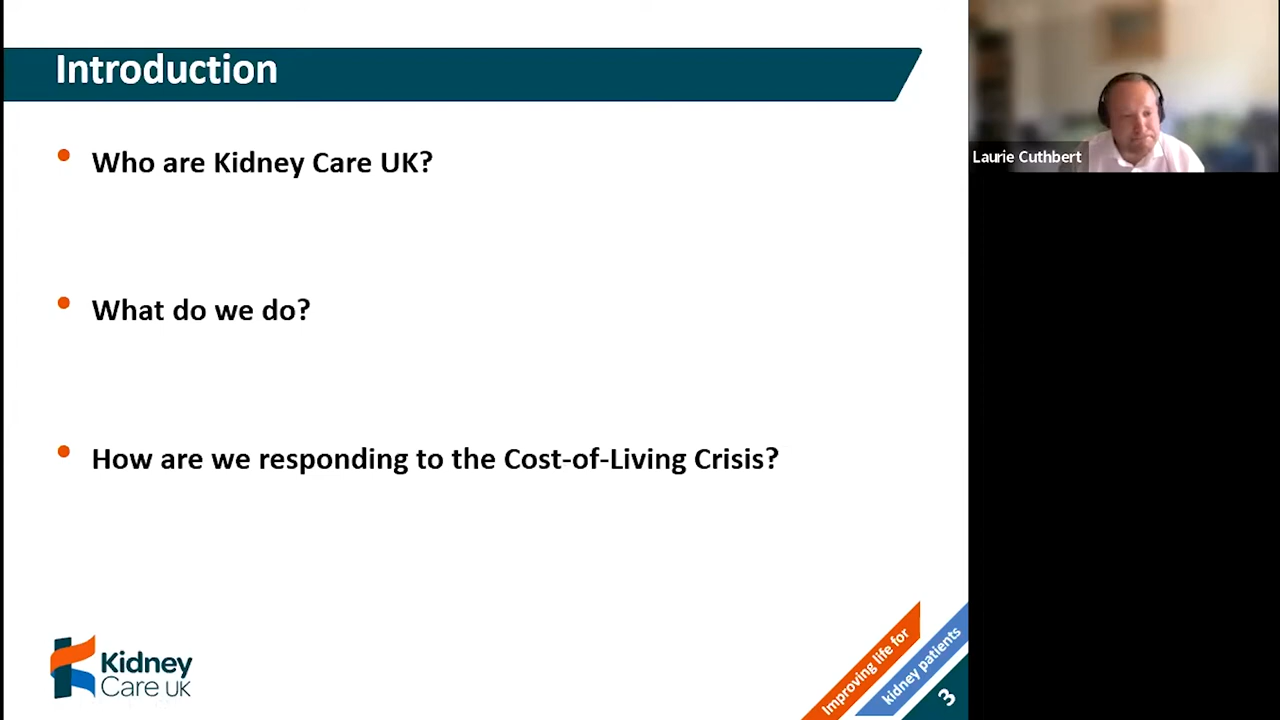 Introduction
Who are Kidney Care UK?
What do we do?
How are we responding to the Cost-of-Living Crisis?
Kidney
Care UK
Improving life for
kidney patients
3
Laurie Cuthbert